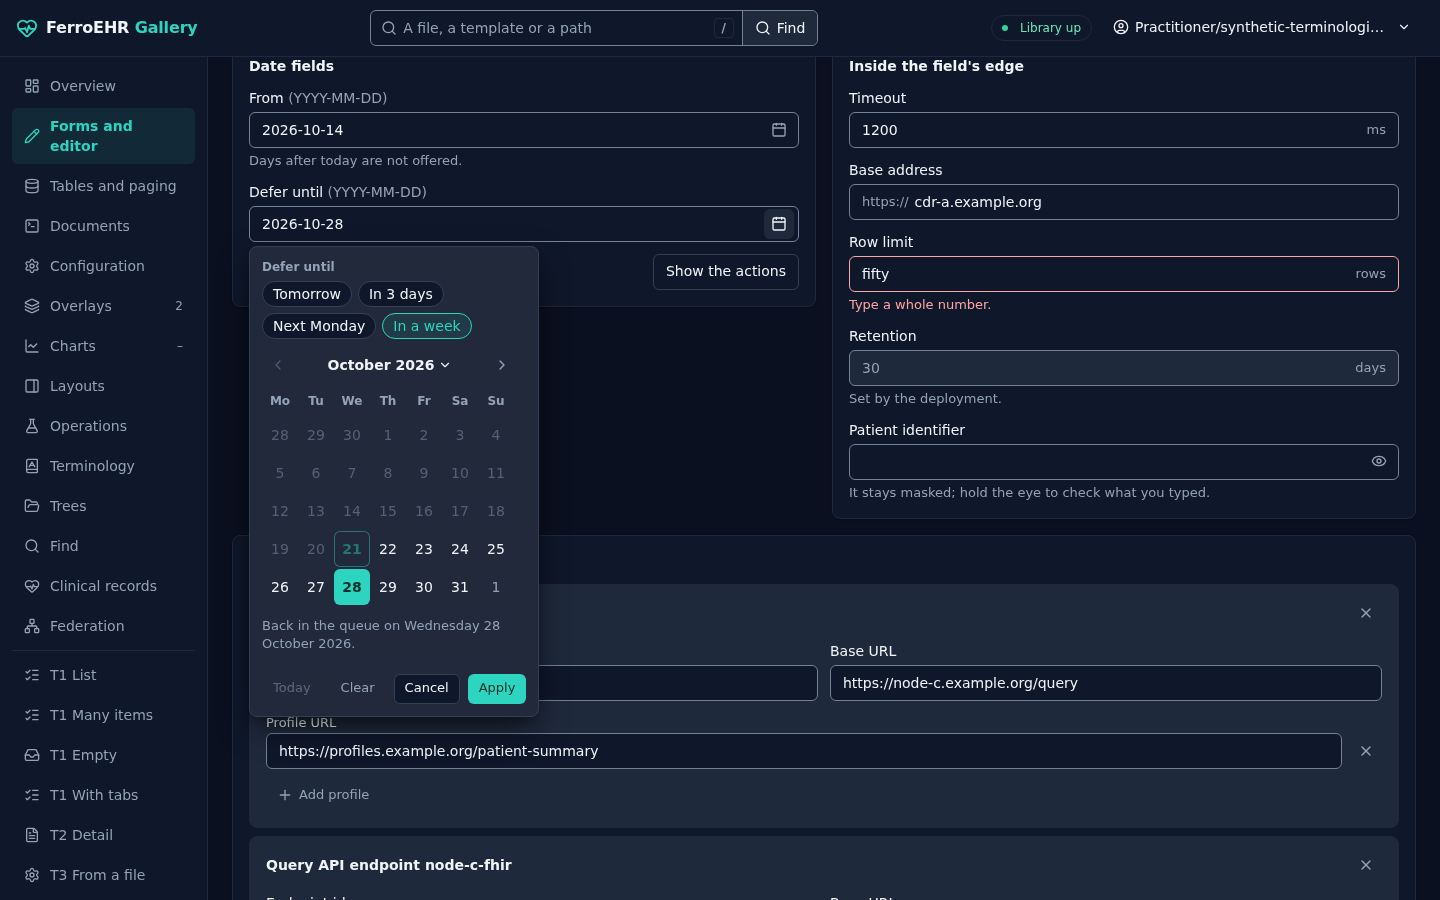 FerroEHR Gallery
A file, a template or a path
/
Find
Library up
Practitioner/synthetic-terminologi...
Overview
Forms and
editor
Tables and paging
Documents
Configuration
Overlays 2
Charts –
Layouts
Operations
Terminology
Trees
Find
Clinical records
Federation
T1 List
T1 Many items
T1 Empty
T1 With tabs
T2 Detail
T3 From a file
Date fields
From (YYYY-MM-DD)
2026-10-14
Days after today are not offered.
Defer until (YYYY-MM-DD)
2026-10-28
Show the actions
Defer until
Tomorrow In 3 days
Next Monday In a week
October 2026
Mo Tu We Th Fr Sa Su
28 29 30 1 2 3 4
5 6 7 8 9 10 11
12 13 14 15 16 17 18
19 20 21 22 23 24 25
26 27 28 29 30 31 1
Back in the queue on Wednesday 28
October 2026.
Today Clear Cancel Apply
Inside the field's edge
Timeout
1200 ms
Base address
https:// cdr-a.example.org
Row limit
fifty rows
Type a whole number.
Retention
30 days
Set by the deployment.
Patient identifier
It stays masked; hold the eye to check what you typed.
Base URL
https://node-c.example.org/query
Profile URL
https://profiles.example.org/patient-summary
Add profile
Query API endpoint node-c-fhir